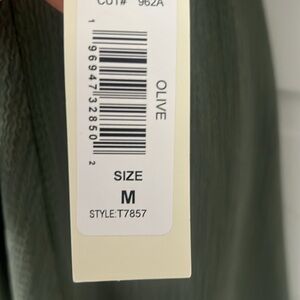 CUT# 962A
1 96947 32850 2
OLIVE
SIZE
M
STYLE:T7857